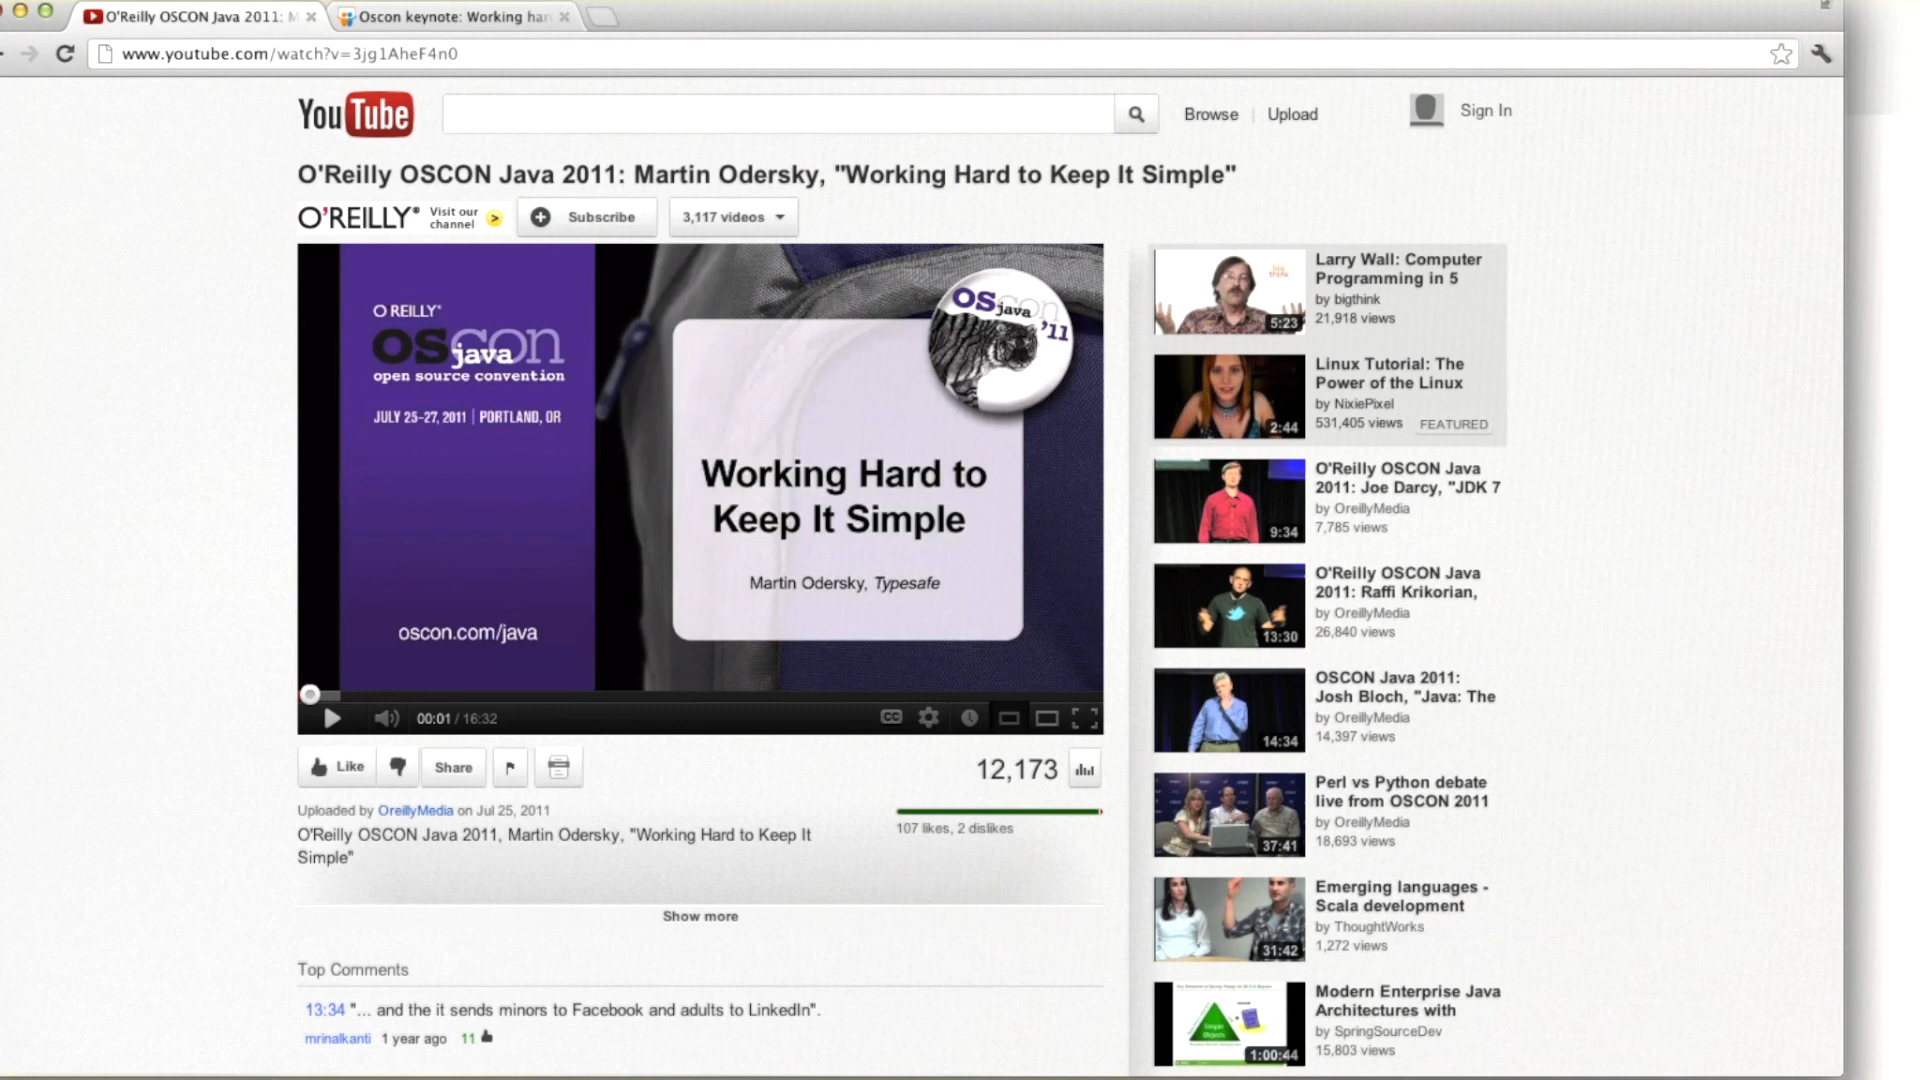 O'Reilly OSCON Java 2011: M
Oscon keynote: Working har
www.youtube.com/watch?v=3jg1AheF4n0
YouTube
Browse
Upload
Sign In
O'Reilly OSCON Java 2011: Martin Odersky, "Working Hard to Keep It Simple"
O'REILLY®
Visit our
channel
Subscribe
3,117 videos
O REILLY®
oscon
java
open source convention
JULY 25-27, 2011 | PORTLAND, OR
oscon.com/java
OScon
java
'11
Working Hard to
Keep It Simple
Martin Odersky, Typesafe
00:01 / 16:32
CC
Like
Share
12,173
Uploaded by OreillyMedia on Jul 25, 2011
O'Reilly OSCON Java 2011, Martin Odersky, "Working Hard to Keep It
Simple"
107 likes, 2 dislikes
Show more
Top Comments
13:34 "... and the it sends minors to Facebook and adults to LinkedIn".
mrinalkanti 1 year ago 11
5:23
Larry Wall: Computer
Programming in 5
by bigthink
21,918 views
2:44
Linux Tutorial: The
Power of the Linux
by NixiePixel
531,405 views
FEATURED
9:34
O'Reilly OSCON Java
2011: Joe Darcy, "JDK 7
by OreillyMedia
7,785 views
13:30
O'Reilly OSCON Java
2011: Raffi Krikorian,
by OreillyMedia
26,840 views
14:34
OSCON Java 2011:
Josh Bloch, "Java: The
by OreillyMedia
14,397 views
37:41
Perl vs Python debate
live from OSCON 2011
by OreillyMedia
18,693 views
31:42
Emerging languages -
Scala development
by ThoughtWorks
1,272 views
Simple
Objects
1:00:44
Modern Enterprise Java
Architectures with
by SpringSourceDev
15,803 views